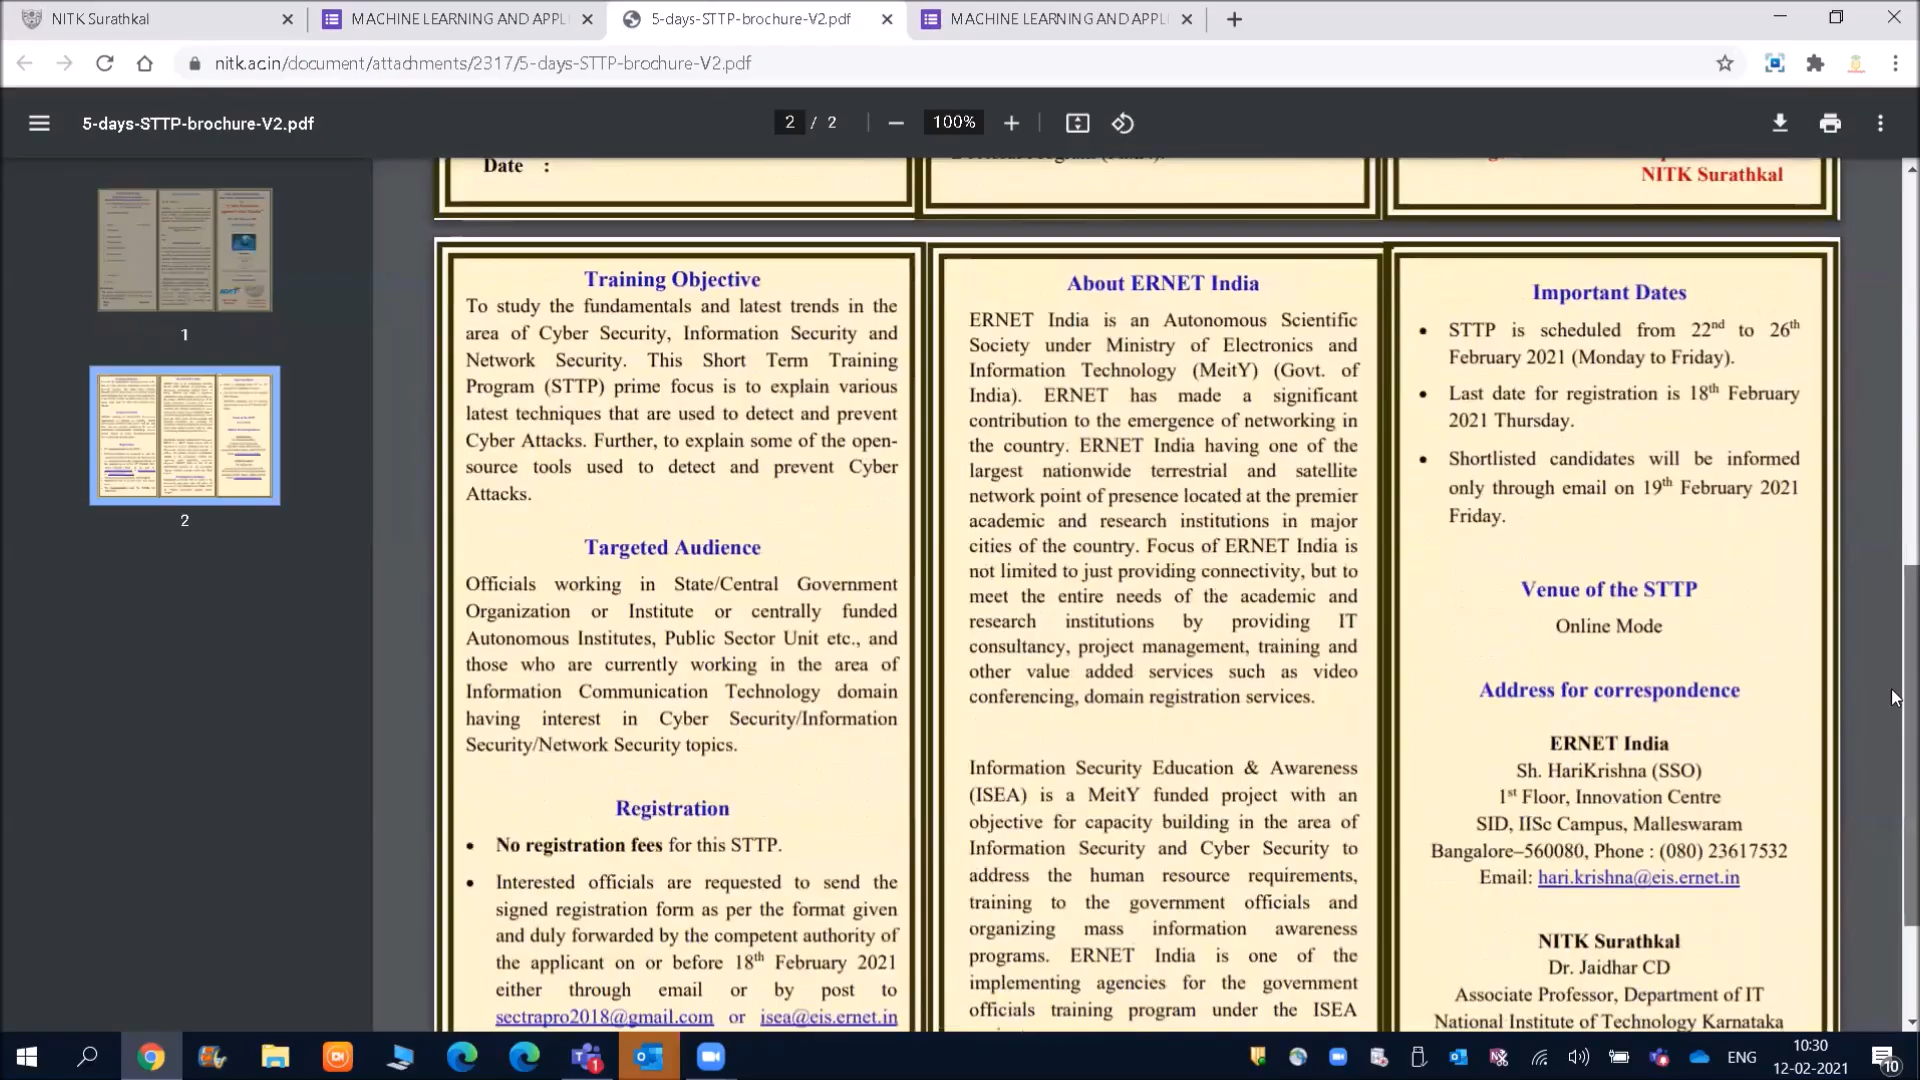 NITK Surathkal
MACHINE LEARNING AND APPL
5-days-STTP-brochure-V2.pdf
MACHINE LEARNING AND APPL
nitk.ac.in/document/attachments/2317/5-days-STTP-brochure-V2.pdf
5-days-STTP-brochure-V2.pdf
2 / 2
100%
1
2
Date :
NITK Surathkal
Training Objective
To study the fundamentals and latest trends in the
area of Cyber Security, Information Security and
Network Security. This Short Term Training
Program (STTP) prime focus is to explain various
latest techniques that are used to detect and prevent
Cyber Attacks. Further, to explain some of the open-
source tools used to detect and prevent Cyber
Attacks.
Targeted Audience
Officials working in State/Central Government
Organization or Institute or centrally funded
Autonomous Institutes, Public Sector Unit etc., and
those who are currently working in the area of
Information Communication Technology domain
having interest in Cyber Security/Information
Security/Network Security topics.
Registration
• No registration fees for this STTP.
• Interested officials are requested to send the
signed registration form as per the format given
and duly forwarded by the competent authority of
the applicant on or before 18th February 2021
either through email or by post to
sectrapro2018@gmail.com or isea@eis.ernet.in
About ERNET India
ERNET India is an Autonomous Scientific
Society under Ministry of Electronics and
Information Technology (MeitY) (Govt. of
India). ERNET has made a significant
contribution to the emergence of networking in
the country. ERNET India having one of the
largest nationwide terrestrial and satellite
network point of presence located at the premier
academic and research institutions in major
cities of the country. Focus of ERNET India is
not limited to just providing connectivity, but to
meet the entire needs of the academic and
research institutions by providing IT
consultancy, project management, training and
other value added services such as video
conferencing, domain registration services.
Information Security Education & Awareness
(ISEA) is a MeitY funded project with an
objective for capacity building in the area of
Information Security and Cyber Security to
address the human resource requirements,
training to the government officials and
organizing mass information awareness
programs. ERNET India is one of the
implementing agencies for the government
officials training program under the ISEA
Important Dates
• STTP is scheduled from 22nd to 26th
February 2021 (Monday to Friday).
• Last date for registration is 18th February
2021 Thursday.
• Shortlisted candidates will be informed
only through email on 19th February 2021
Friday.
Venue of the STTP
Online Mode
Address for correspondence
ERNET India
Sh. HariKrishna (SSO)
1st Floor, Innovation Centre
SID, IISc Campus, Malleswaram
Bangalore–560080, Phone : (080) 23617532
Email: hari.krishna@eis.ernet.in
NITK Surathkal
Dr. Jaidhar CD
Associate Professor, Department of IT
National Institute of Technology Karnataka
ENG
10:30
12-02-2021
10
1